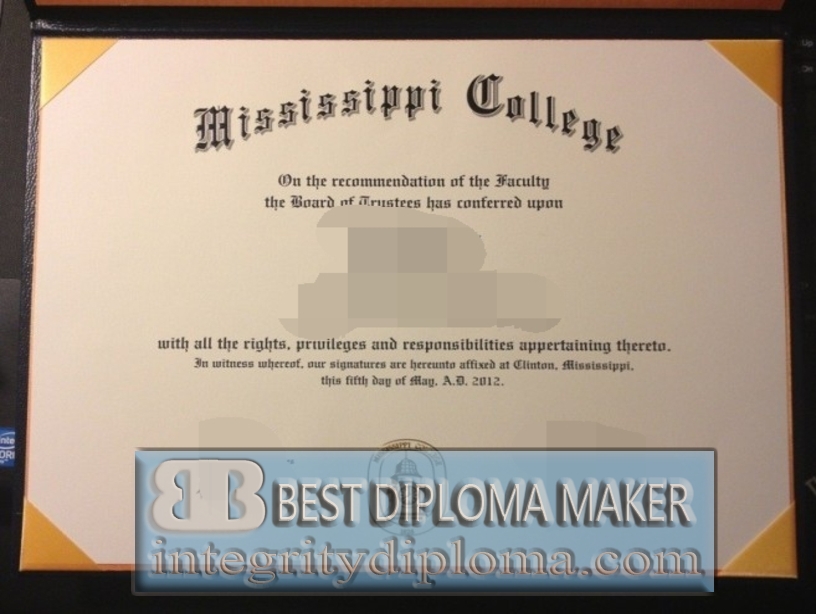 Mississippi College
On the recommendation of the Faculty
the Board of Trustees has conferred upon
with all the rights, privileges and responsibilities appertaining thereto.
In witness whereof, our signatures are hereunto affixed at Clinton, Mississippi,
this fifth day of May, A.D. 2012.
BB BEST DIPLOMA MAKER
integritydiploma.com